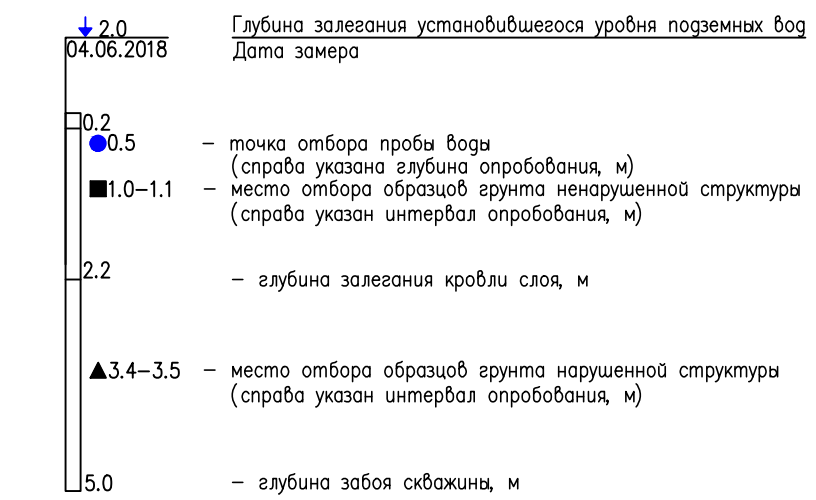 2.0 Глубина залегания установившегося уровня подземных вод
04.06.2018 Дата замера
0.2
0.5 – точка отбора пробы воды
(справа указана глубина опробования, м)
1.0–1.1 – место отбора образцов грунта ненарушенной структуры
(справа указан интервал опробования, м)
2.2 – глубина залегания кровли слоя, м
3.4–3.5 – место отбора образцов грунта нарушенной структуры
(справа указан интервал опробования, м)
5.0 – глубина забоя скважины, м